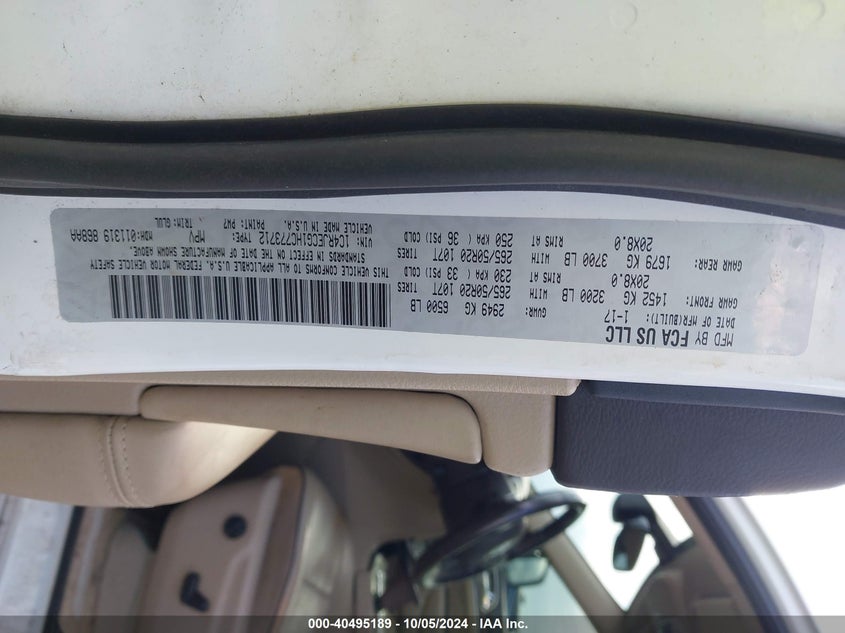 MFD BY FCA US LLC
DATE OF MFR(BUILT): 1-17 GVWR: 2949 KG 6500 LB
GAWR FRONT: 1452 KG 3200 LB WITH 265/50R20 107T TIRES
20X8.0 RIMS AT 230 KPA ( 33 PSI) COLD
GAWR REAR: 1679 KG 3700 LB WITH 265/50R20 107T TIRES
20X8.0 RIMS AT 250 KPA ( 36 PSI) COLD
THIS VEHICLE CONFORMS TO ALL APPLICABLE U.S.A. FEDERAL MOTOR VEHICLE SAFETY
STANDARDS IN EFFECT ON THE DATE OF MANUFACTURE SHOWN ABOVE.
VIN: 1C4RJECG1HC773712 TYPE: MPV MDH:011319 868AA
VEHICLE MADE IN U.S.A. PAINT: PW7 TRIM: GLUL
000-40495189 - 10/05/2024 - IAA Inc.